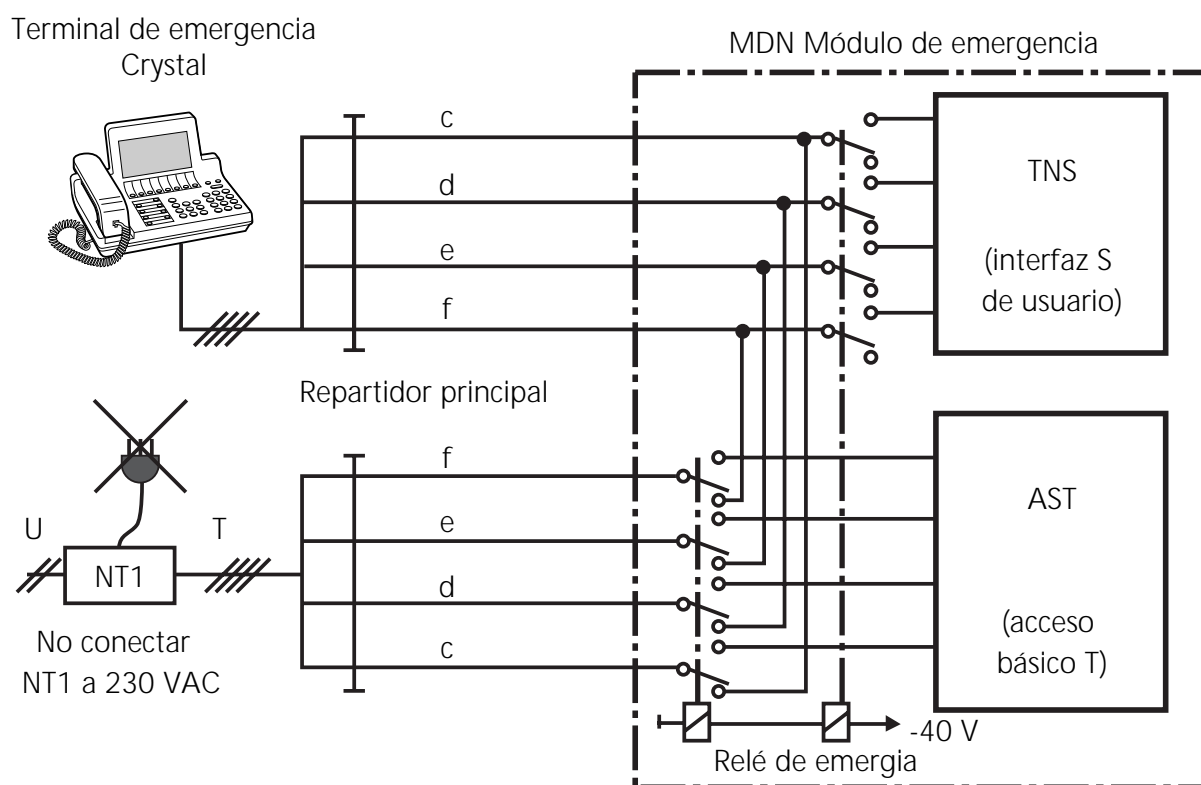 Terminal de emergencia
Crystal
MDN Módulo de emergencia
c
d
e
f
TNS
(interfaz S
de usuario)
Repartidor principal
f
e
d
c
U
T
NT1
No conectar
NT1 a 230 VAC
AST
(acceso
básico T)
-40 V
Relé de emergia